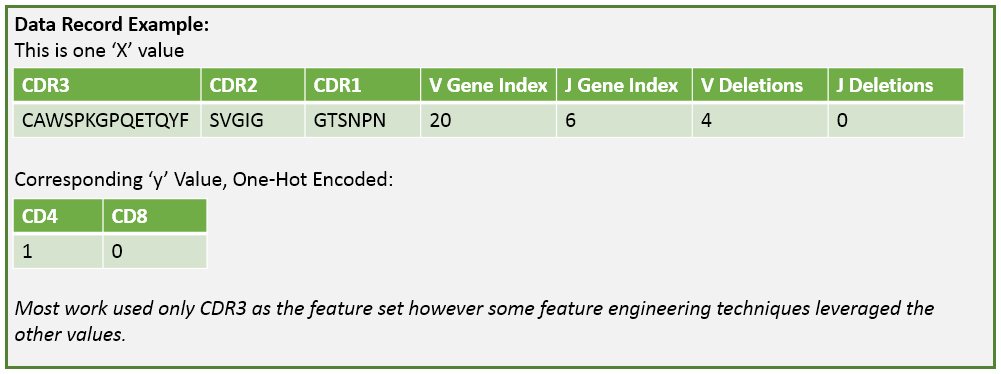 Data Record Example:
This is one ‘X’ value
CDR3 CDR2 CDR1 V Gene Index J Gene Index V Deletions J Deletions
CAWSPKGPQETQYF SVGIG GTSNPN 20 6 4 0
Corresponding ‘y’ Value, One-Hot Encoded:
CD4 CD8
1 0
Most work used only CDR3 as the feature set however some feature engineering techniques leveraged the
other values.